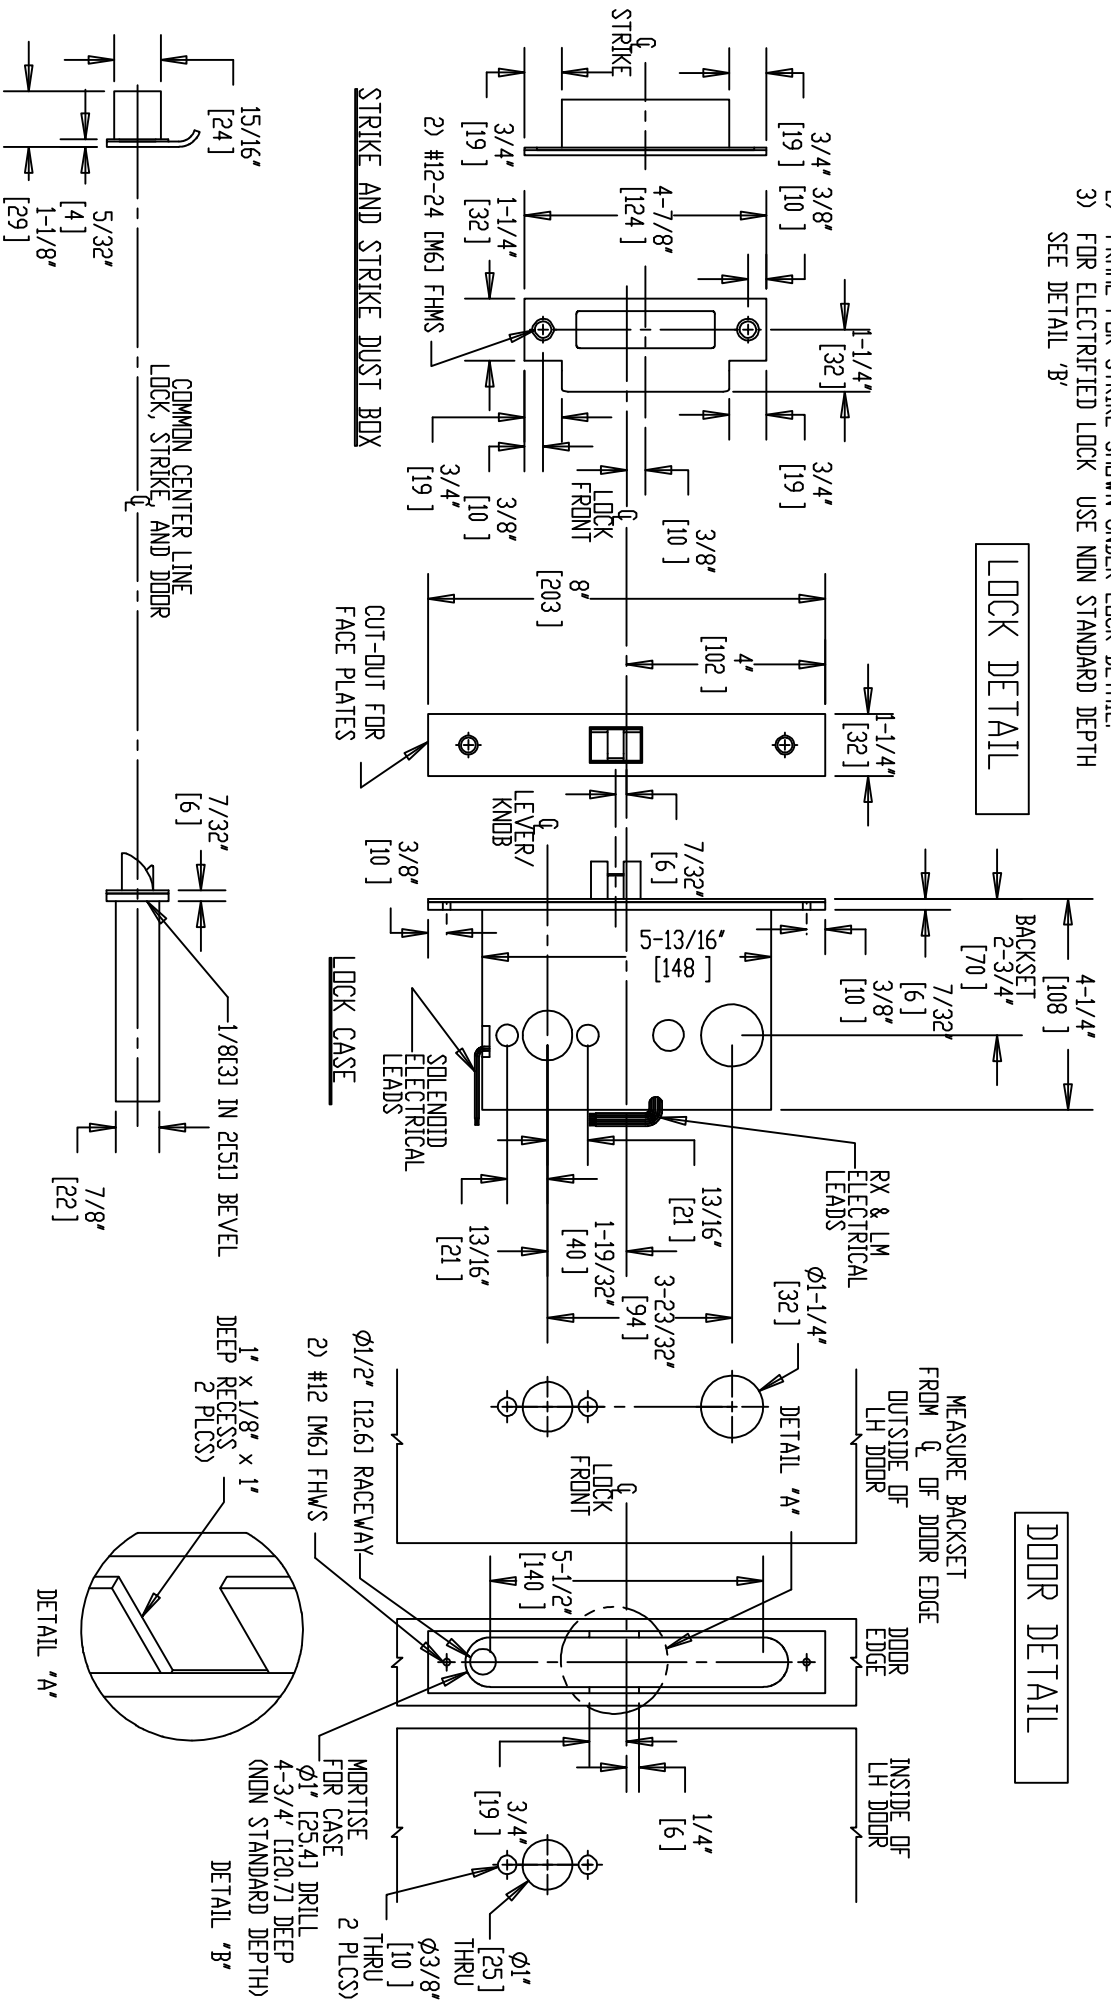 3) FOR ELECTRIFIED LOCK USE NON STANDARD DEPTH
SEE DETAIL 'B'
LOCK DETAIL
DOOR DETAIL
3/4"
[19 ]
3/8"
[10 ]
4-7/8"
[124 ]
1-1/4"
[32 ]
3/4"
[19 ]
℄
STRIKE
2) #12-24 [M6] FHMS
STRIKE AND STRIKE DUST BOX
1-1/4"
[32 ]
3/4"
[19 ]
3/8"
[10 ]
℄
LOCK
FRONT
3/8"
[10 ]
3/4"
[19 ]
8"
[203 ]
4"
[102 ]
1-1/4"
[32 ]
CUT-OUT FOR
FACE PLATES
7/32"
[6 ]
℄
LEVER/
KNOB
3/8"
[10 ]
4-1/4"
[108 ]
BACKSET
2-3/4"
[70 ]
7/32"
[6 ]
3/8"
[10 ]
5-13/16"
[148 ]
SOLENOID
ELECTRICAL
LEADS
LOCK CASE
RX & LM
ELECTRICAL
LEADS
13/16"
[21 ]
1-19/32"
[40 ]
13/16"
[21 ]
3-23/32"
[94 ]
Ø1-1/4"
[32 ]
MEASURE BACKSET
FROM ℄ OF DOOR EDGE
OUTSIDE OF
LH DOOR
DETAIL "A"
℄
LOCK
FRONT
5-1/2"
[140 ]
DOOR
EDGE
INSIDE OF
LH DOOR
Ø1/2" [12.6] RACEWAY
2) #12 [M6] FHWS
1" x 1/8" x 1"
DEEP RECESS
2 PLCS)
DETAIL "A"
1/4"
[6 ]
3/4"
[19 ]
MORTISE
FOR CASE
Ø1" [25.4] DRILL
4-3/4' [120.7] DEEP
(NON STANDARD DEPTH)
DETAIL "B"
Ø1"
[25 ]
THRU
Ø3/8"
[10 ]
THRU
2 PLCS)
15/16"
[24 ]
5/32"
[4 ]
1-1/8"
[29 ]
COMMON CENTER LINE
LOCK, STRIKE, AND DOOR
℄
7/32"
[6 ]
1/8[3] IN 2[51] BEVEL
7/8"
[22 ]